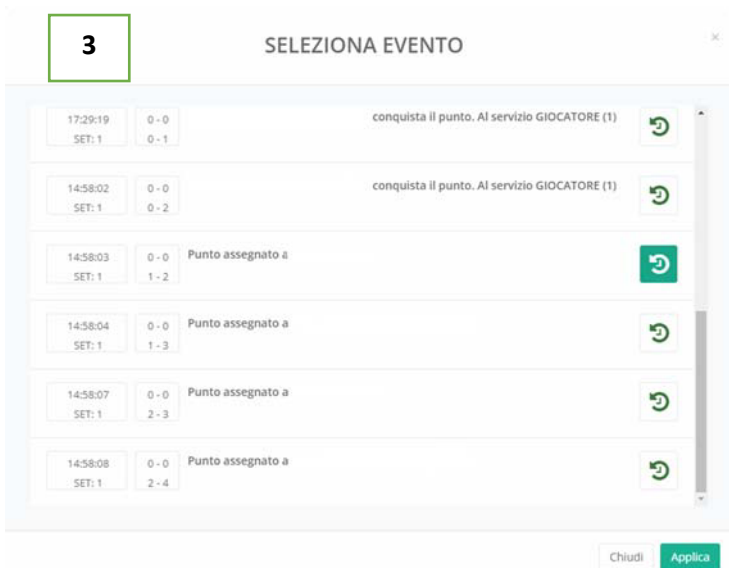 3
SELEZIONA EVENTO
×
17:29:19 0 - 0 conquista il punto. Al servizio GIOCATORE (1)
SET: 1 0 - 1
14:58:02 0 - 0 conquista il punto. Al servizio GIOCATORE (1)
SET: 1 0 - 2
14:58:03 0 - 0 Punto assegnato a
SET: 1 1 - 2
14:58:04 0 - 0 Punto assegnato a
SET: 1 1 - 3
14:58:07 0 - 0 Punto assegnato a
SET: 1 2 - 3
14:58:08 0 - 0 Punto assegnato a
SET: 1 2 - 4
Chiudi Applica